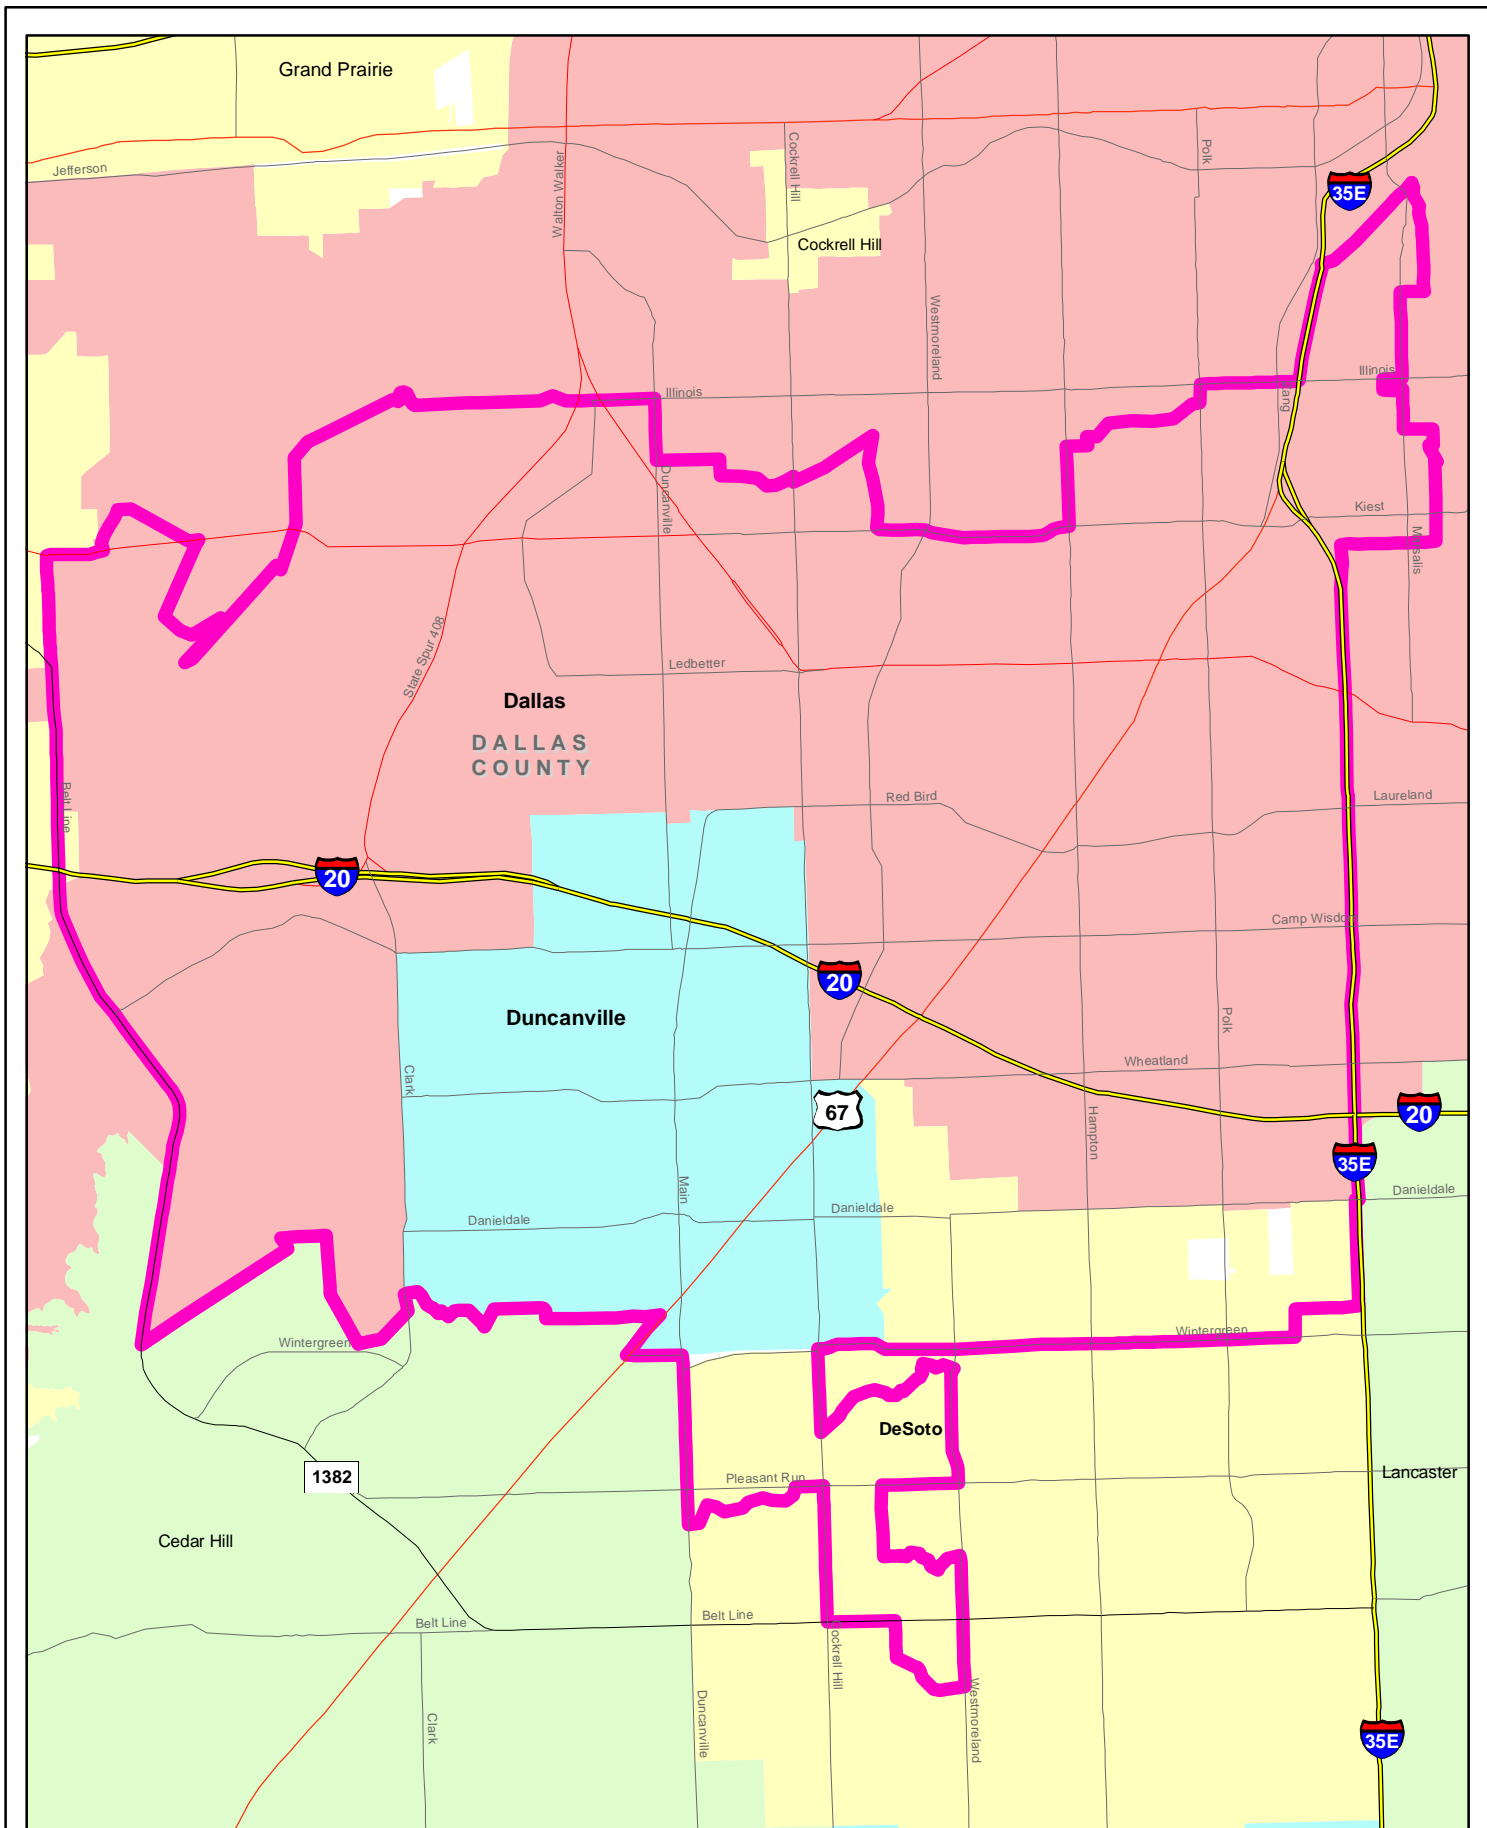 Grand Prairie
Jefferson
Walton Walker
Cockrell Hill
Polk
35E
Cockrell Hill
Westmoreland
Illinois
Illinois
Duncanville
Kiest
State Spur 408
Ledbetter
Dallas
DALLAS
COUNTY
Belt Line
Red Bird
Laureland
20
Camp Wisdo
20
Duncanville
Polk
Wheatland
Clark
67
Hampton
20
35E
Main
Danieldale
Danieldale
Danieldale
Wintergreen
Wintergreen
DeSoto
Pleasant Run
Lancaster
1382
Cedar Hill
Belt Line
Belt Line
ockrell Hill
Duncanville
Westmoreland
Clark
35E